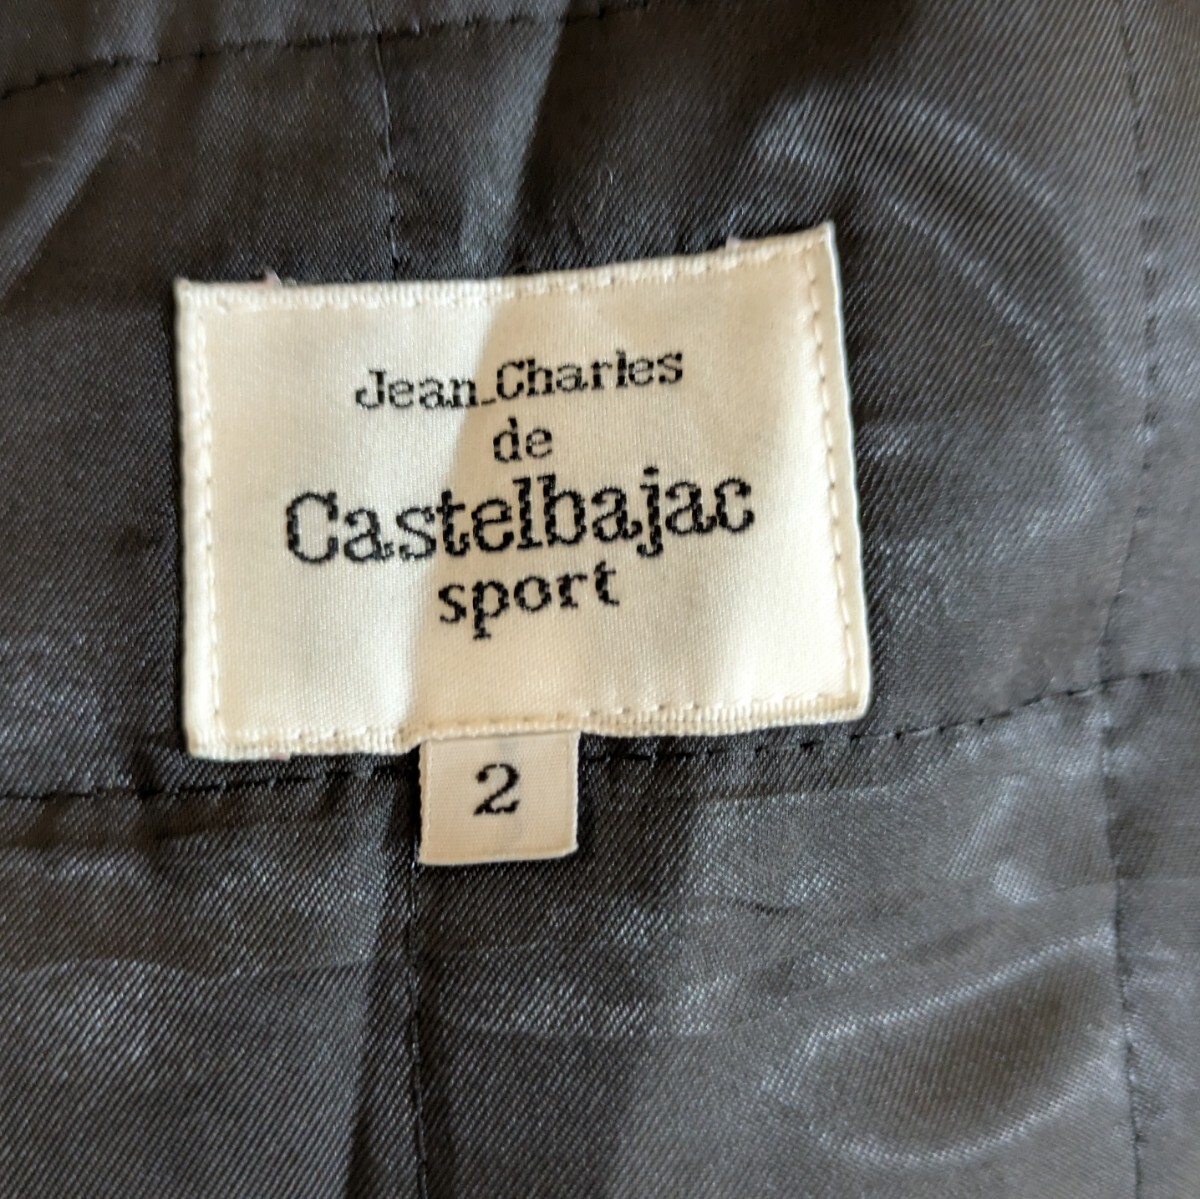 Jean_Charles
de
Castelbajac
sport
2